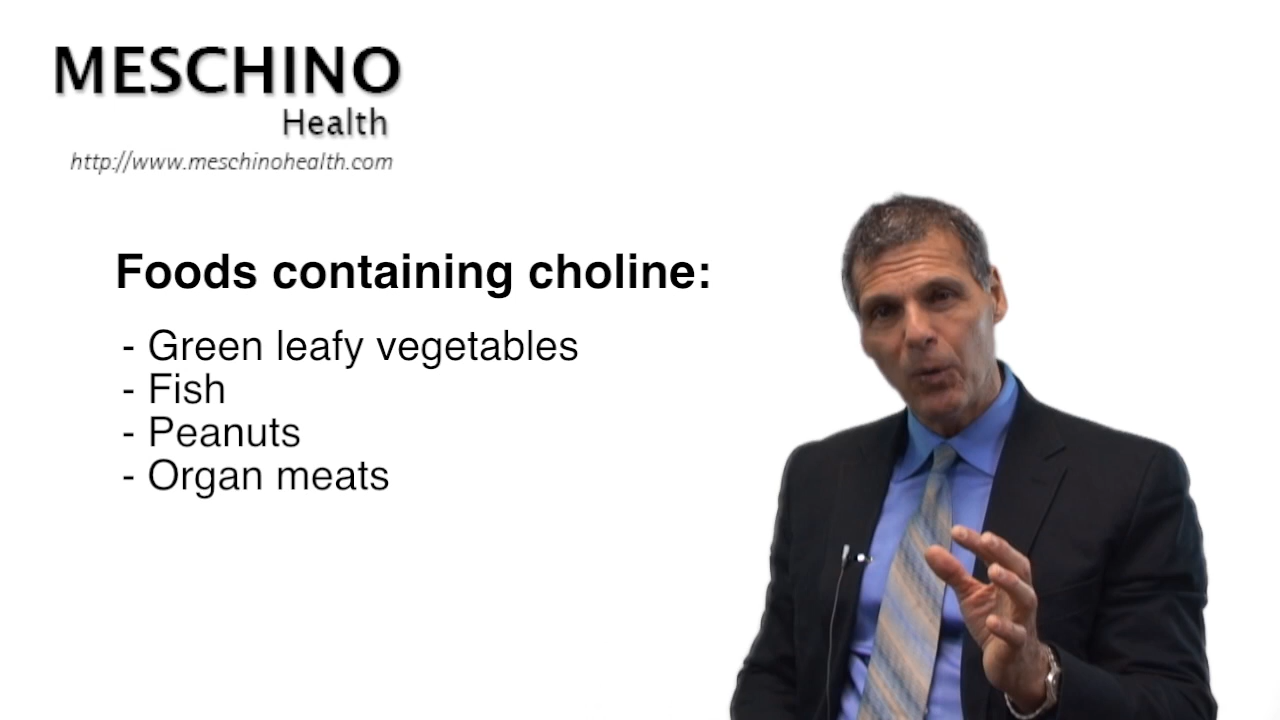 MESCHINO
Health
http://www.meschinohealth.com
Foods containing choline:
- Green leafy vegetables
- Fish
- Peanuts
- Organ meats